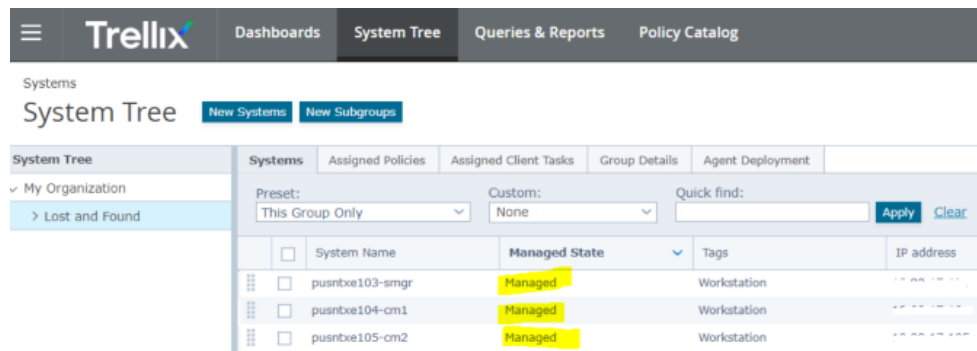 Trellix Dashboards System Tree Queries & Reports Policy Catalog
Systems
System Tree New Systems New Subgroups
System Tree Systems Assigned Policies Assigned Client Tasks Group Details Agent Deployment
My Organization Preset: Custom: Quick find:
Lost and Found This Group Only None Apply Clear
System Name Managed State Tags IP address
pusntxe103-smgr Managed Workstation
pusntxe104-cm1 Managed Workstation
pusntxe105-cm2 Managed Workstation